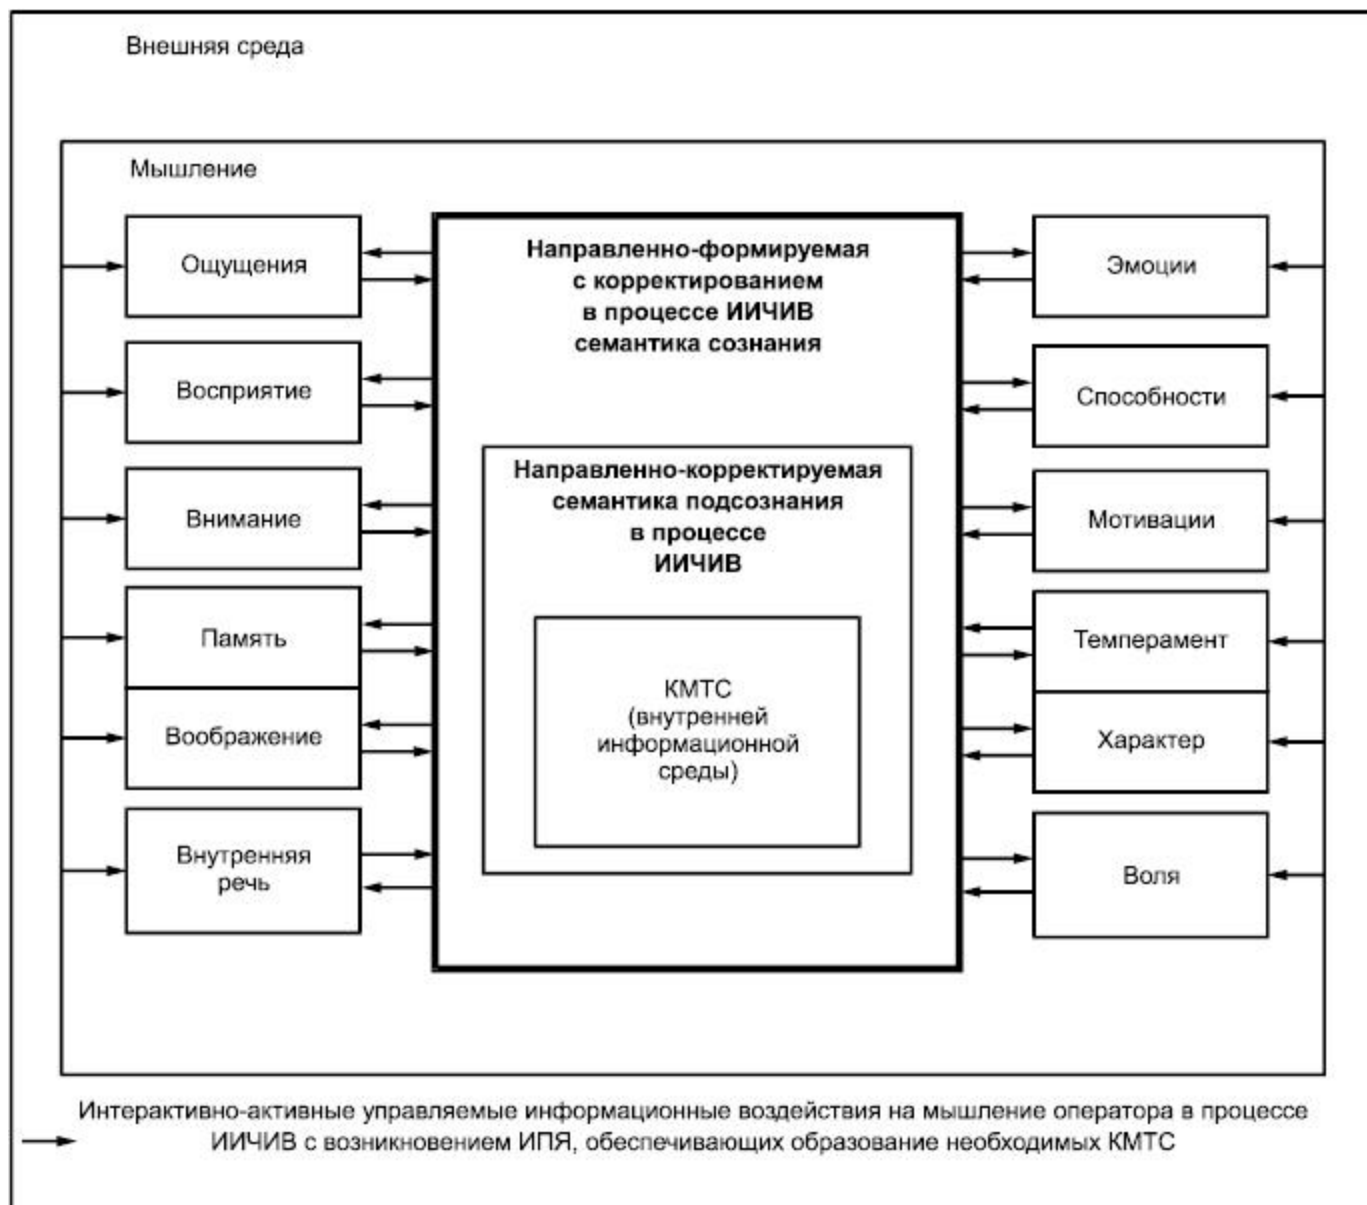 Внешняя среда
Мышление
Ощущения
Восприятие
Внимание
Память
Воображение
Внутренняя
речь
Направленно-формируемая
с корректированием
в процессе ИИЧИВ
семантика сознания
Направленно-корректируемая
семантика подсознания
в процессе
ИИЧИВ
КМТС
(внутренней
информационной
среды)
Эмоции
Способности
Мотивации
Темперамент
Характер
Воля
Интерактивно-активные управляемые информационные воздействия на мышление оператора в процессе
ИИЧИВ с возникновением ИПЯ, обеспечивающих образование необходимых КМТС